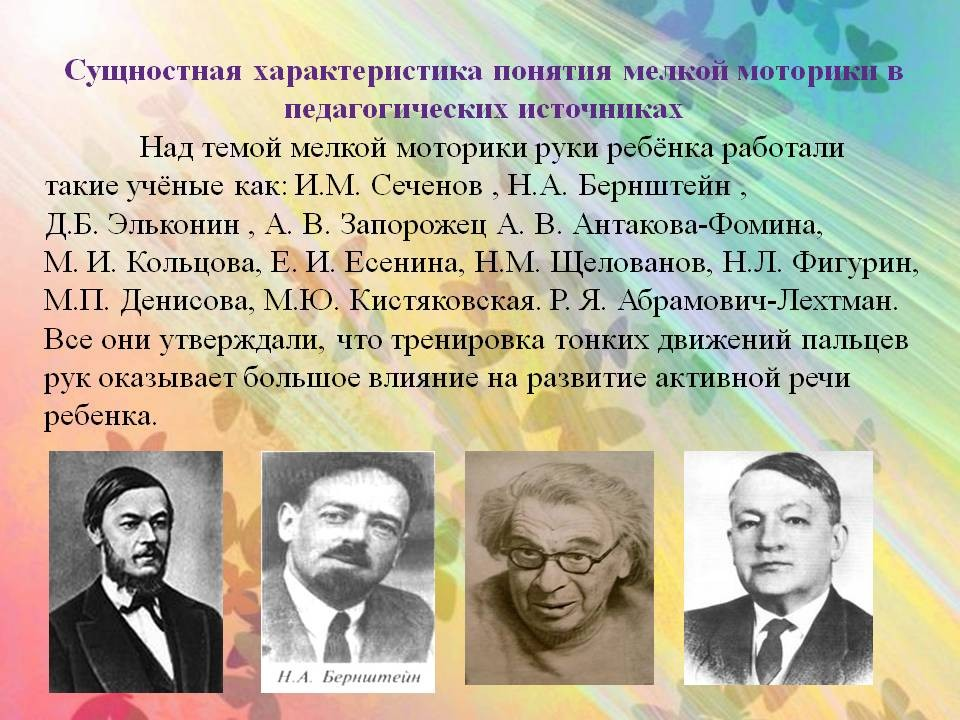 Сущностная характеристика понятия мелкой моторики в
педагогических источниках
Над темой мелкой моторики руки ребёнка работали
такие учёные как: И.М. Сеченов , Н.А. Бернштейн ,
Д.Б. Эльконин , А. В. Запорожец А. В. Антакова-Фомина,
М. И. Кольцова, Е. И. Есенина, Н.М. Щелованов, Н.Л. Фигурин,
М.П. Денисова, М.Ю. Кистяковская. Р. Я. Абрамович-Лехтман.
Все они утверждали, что тренировка тонких движений пальцев
рук оказывает большое влияние на развитие активной речи
ребенка.
Н.А. Бернштейн